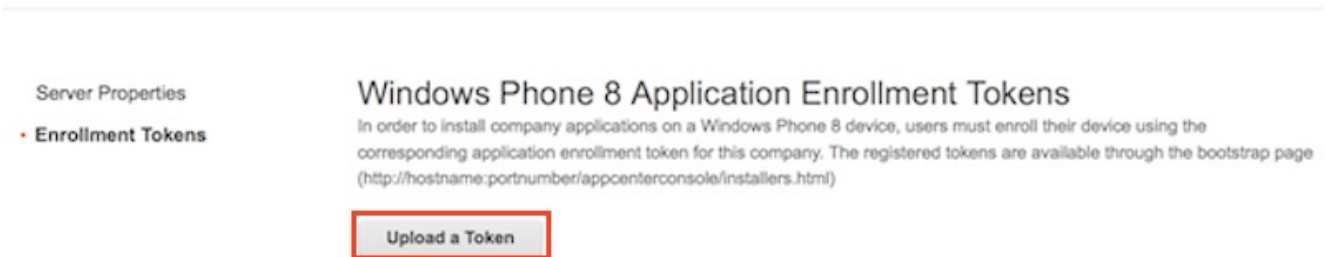 Server Properties
Enrollment Tokens
Windows Phone 8 Application Enrollment Tokens
In order to install company applications on a Windows Phone 8 device, users must enroll their device using the
corresponding application enrollment token for this company. The registered tokens are available through the bootstrap page
(http://hostname:portnumber/appcenterconsole/installers.html)
Upload a Token